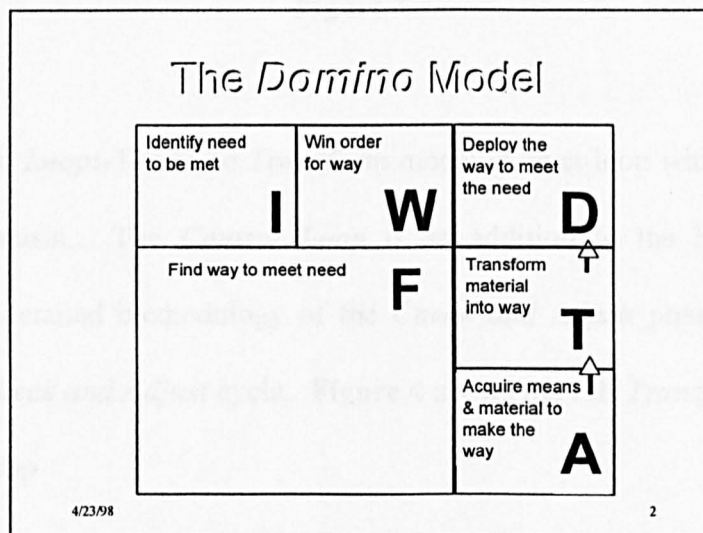 The Domino Model
Identify need
to be met
I
Win order
for way
W
Deploy the
way to meet
the need
D
Find way to meet need
F
Transform
material
into way
T
Acquire means
& material to
make the
way
A
4/23/98
2